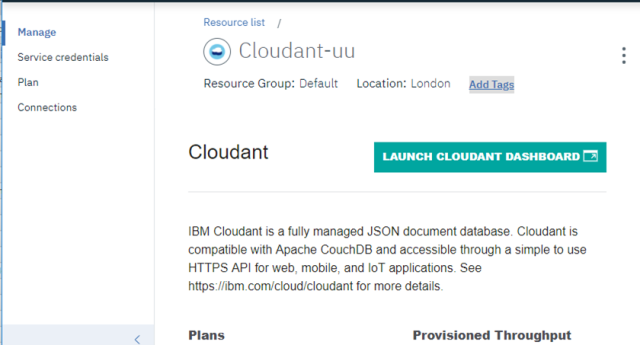 Resource list /
Manage
Cloudant-uu
Service credentials
Plan
Resource Group: Default Location: London Add Tags
Connections
Cloudant
LAUNCH CLOUDANT DASHBOARD
IBM Cloudant is a fully managed JSON document database. Cloudant is
compatible with Apache CouchDB and accessible through a simple to use
HTTPS API for web, mobile, and IoT applications. See
https://ibm.com/cloud/cloudant for more details.
Plans Provisioned Throughput